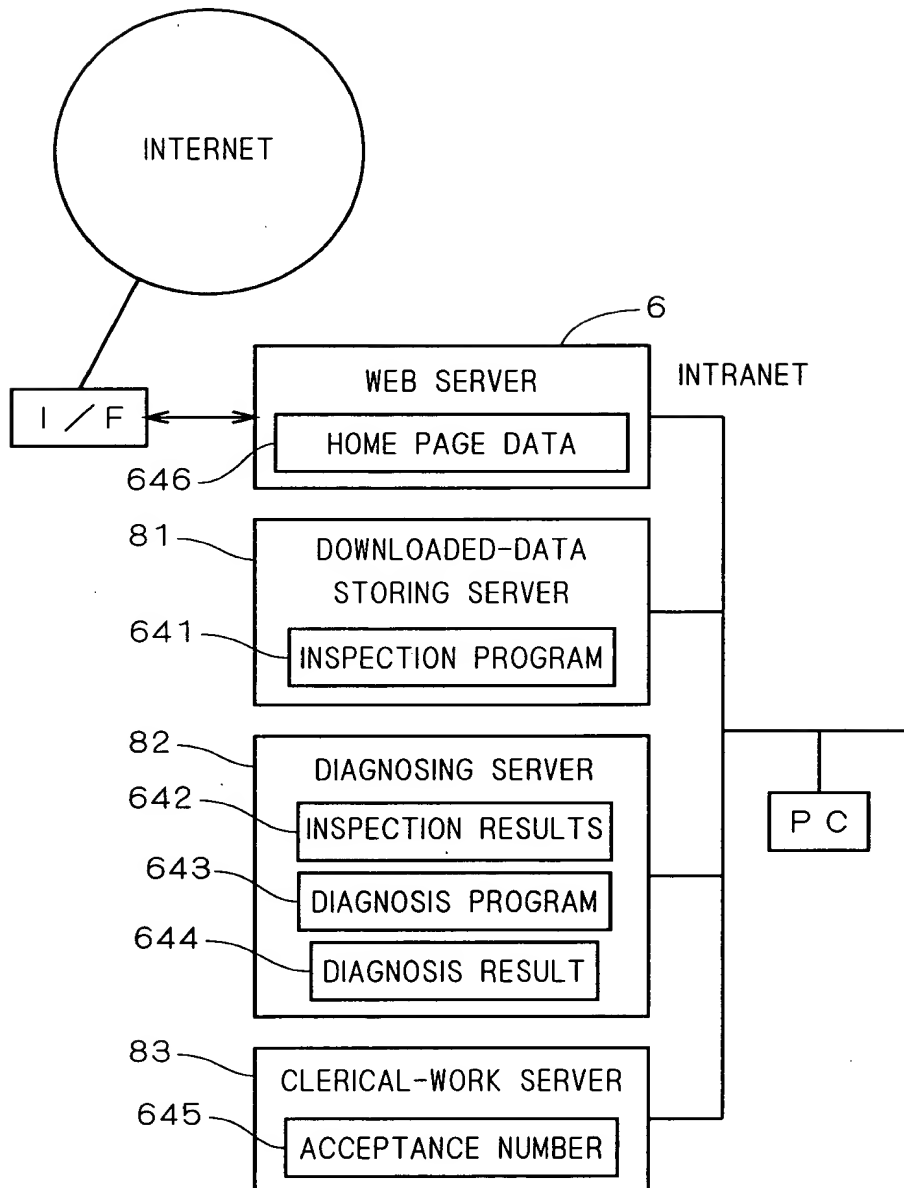 INTERNET
6
WEB SERVER
INTRANET
I/F
HOME PAGE DATA
646
81
DOWNLOADED-DATA
STORING SERVER
641
INSPECTION PROGRAM
82
DIAGNOSING SERVER
642
INSPECTION RESULTS
PC
643
DIAGNOSIS PROGRAM
644
DIAGNOSIS RESULT
83
CLERICAL-WORK SERVER
645
ACCEPTANCE NUMBER